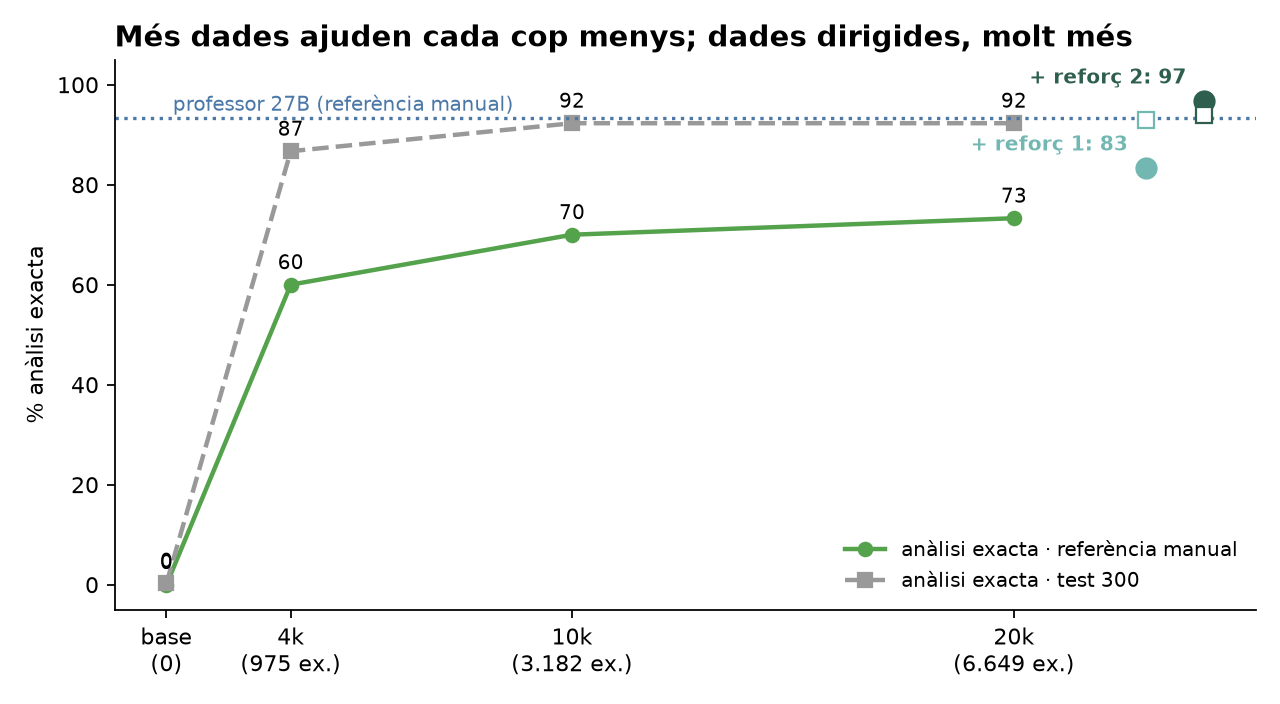 Més dades ajuden cada cop menys; dades dirigides, molt més
+ reforç 2: 97
professor 27B (referència manual)
+ reforç 1: 83
87
92
92
60
70
73
0
0
% anàlisi exacta
100
80
60
40
20
0
anàlisi exacta · referència manual
anàlisi exacta · test 300
base
(0)
4k
(975 ex.)
10k
(3.182 ex.)
20k
(6.649 ex.)